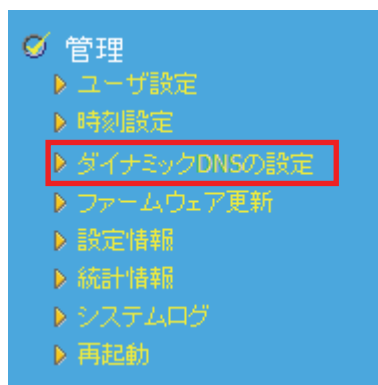 管理
ユーザ設定
時刻設定
ダイナミックDNSの設定
ファームウェア更新
設定情報
統計情報
システムログ
再起動